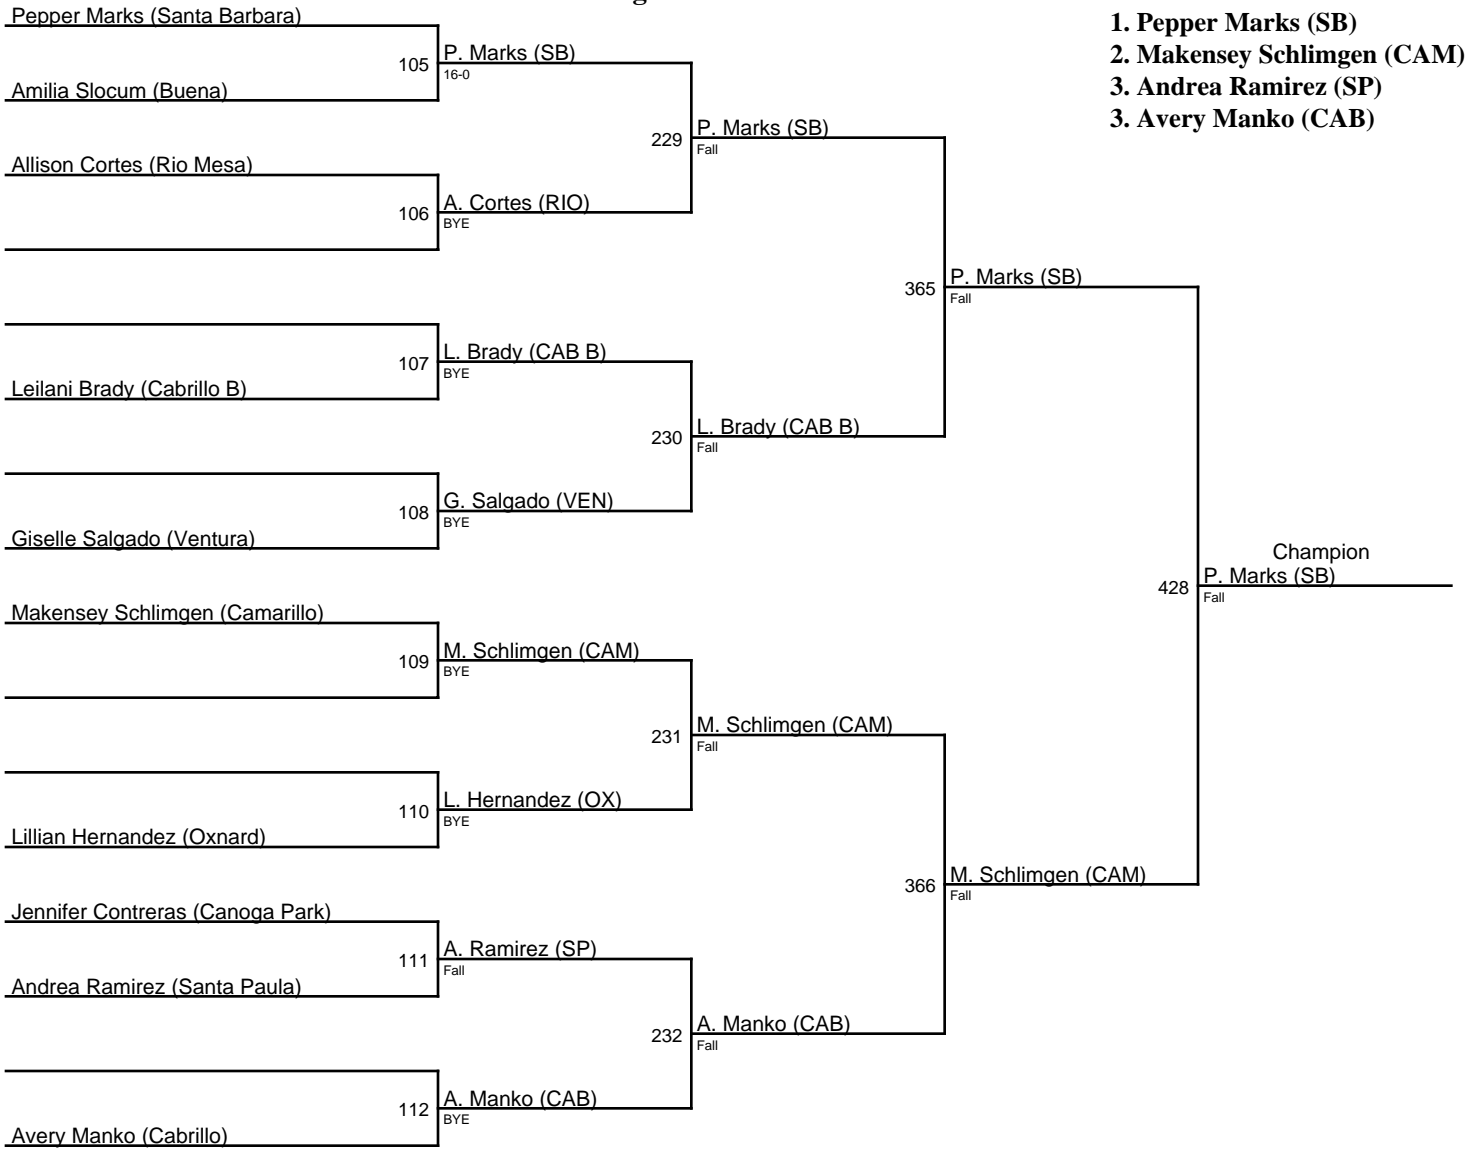 Pepper Marks (Santa Barbara)
105
P. Marks (SB)
16-0
Amilia Slocum (Buena)
229
P. Marks (SB)
Fall
Allison Cortes (Rio Mesa)
106
A. Cortes (RIO)
BYE
365
P. Marks (SB)
Fall
107
L. Brady (CAB B)
BYE
Leilani Brady (Cabrillo B)
230
L. Brady (CAB B)
Fall
108
G. Salgado (VEN)
BYE
Giselle Salgado (Ventura)
Champion
428
P. Marks (SB)
Fall
Makensey Schlimgen (Camarillo)
109
M. Schlimgen (CAM)
BYE
231
M. Schlimgen (CAM)
Fall
110
L. Hernandez (OX)
BYE
Lillian Hernandez (Oxnard)
366
M. Schlimgen (CAM)
Fall
Jennifer Contreras (Canoga Park)
111
A. Ramirez (SP)
Fall
Andrea Ramirez (Santa Paula)
232
A. Manko (CAB)
Fall
112
A. Manko (CAB)
BYE
Avery Manko (Cabrillo)
1. Pepper Marks (SB)
2. Makensey Schlimgen (CAM)
3. Andrea Ramirez (SP)
3. Avery Manko (CAB)